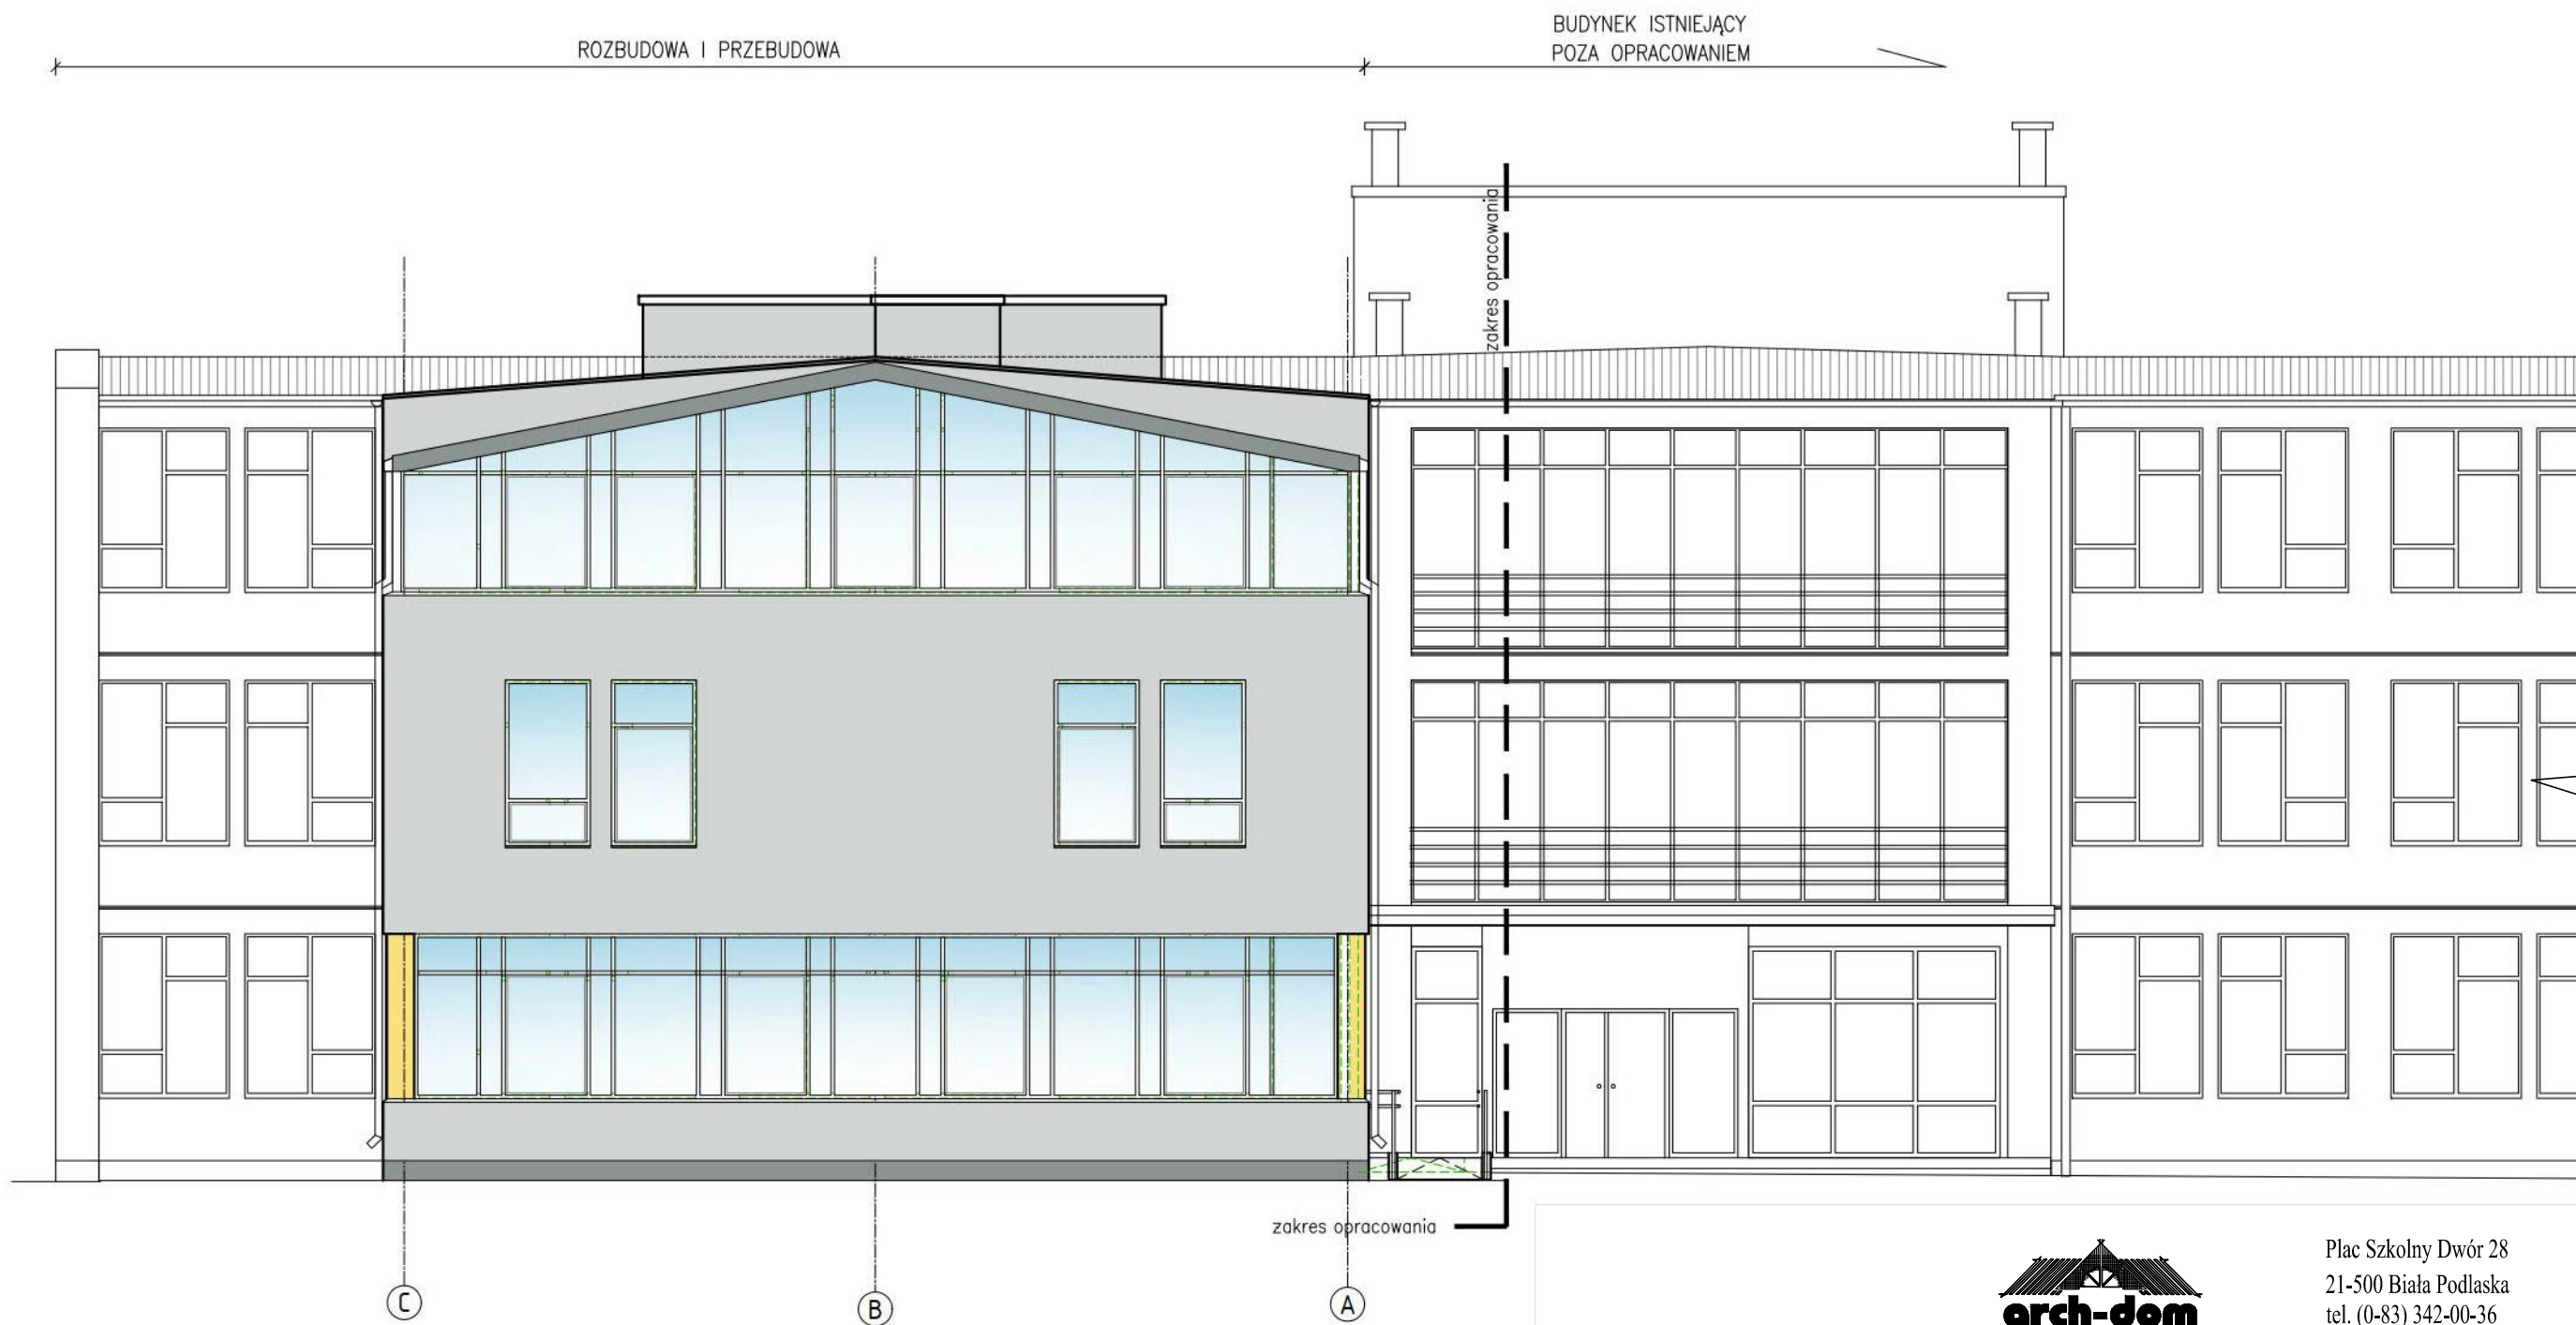 BUDYNEK ISTNIEJĄCY
ROZBUDOWA I PRZEBUDOWA
POZA OPRACOWANIEM
zakres opracowania
zakres opracowania
C
B
A
Plac Szkolny Dwór 28
21-500 Biała Podlaska
tel. (0-83) 342-00-36
arch-dom